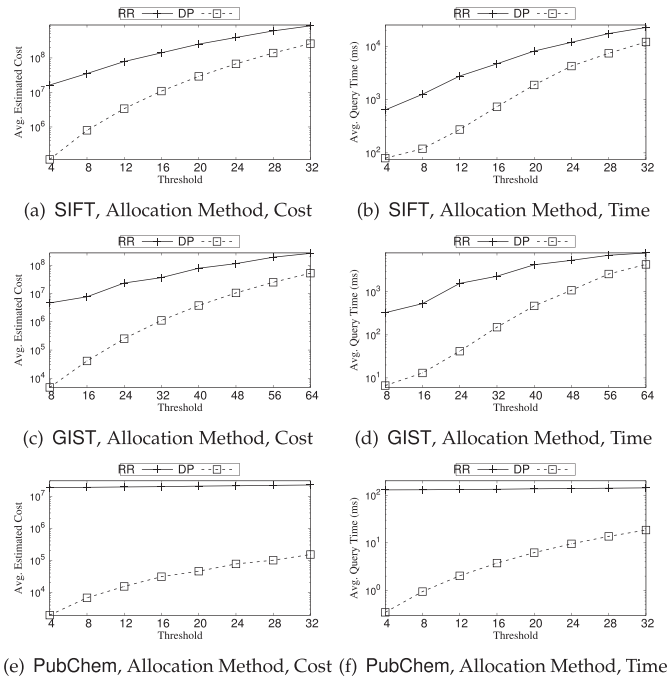 RR DP
RR DP
Avg. Estimated Cost
10^8
10^7
10^6
4 8 12 16 20 24 28 32
Threshold
Avg. Query Time (ms)
10^4
10^3
10^2
4 8 12 16 20 24 28 32
Threshold
(a) SIFT, Allocation Method, Cost
(b) SIFT, Allocation Method, Time
RR DP
RR DP
Avg. Estimated Cost
10^8
10^7
10^6
10^5
10^4
8 16 24 32 40 48 56 64
Threshold
Avg. Query Time (ms)
10^3
10^2
10^1
8 16 24 32 40 48 56 64
Threshold
(c) GIST, Allocation Method, Cost
(d) GIST, Allocation Method, Time
RR DP
RR DP
Avg. Estimated Cost
10^7
10^6
10^5
10^4
4 8 12 16 20 24 28 32
Threshold
Avg. Query Time (ms)
10^2
10^1
10^0
4 8 12 16 20 24 28 32
Threshold
(e) PubChem, Allocation Method, Cost
(f) PubChem, Allocation Method, Time